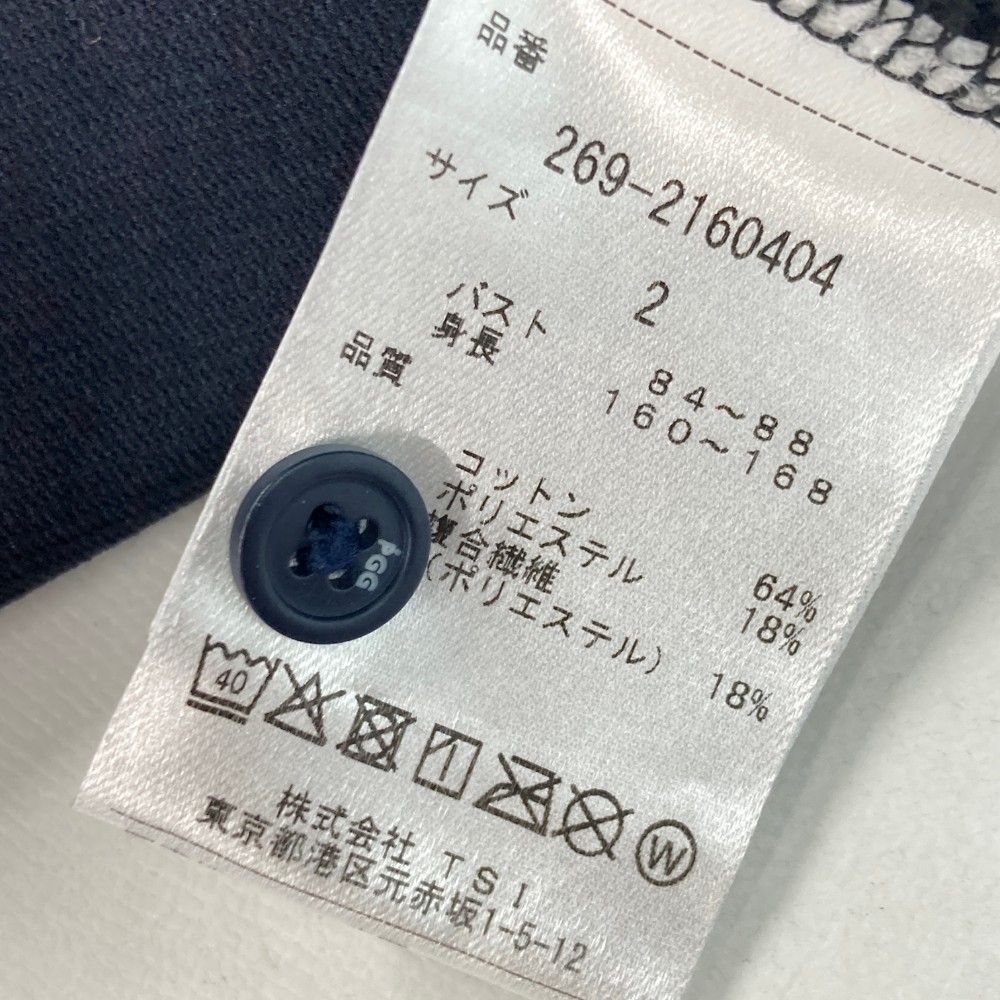 品番
269-2160404
サイズ
2
バスト 84～88
身長 160～168
品質
コットン 64%
ポリエステル 18%
複合繊維
(ポリエステル) 18%
PGG
40
W
株式会社 TSI
東京都港区元赤坂1-5-12